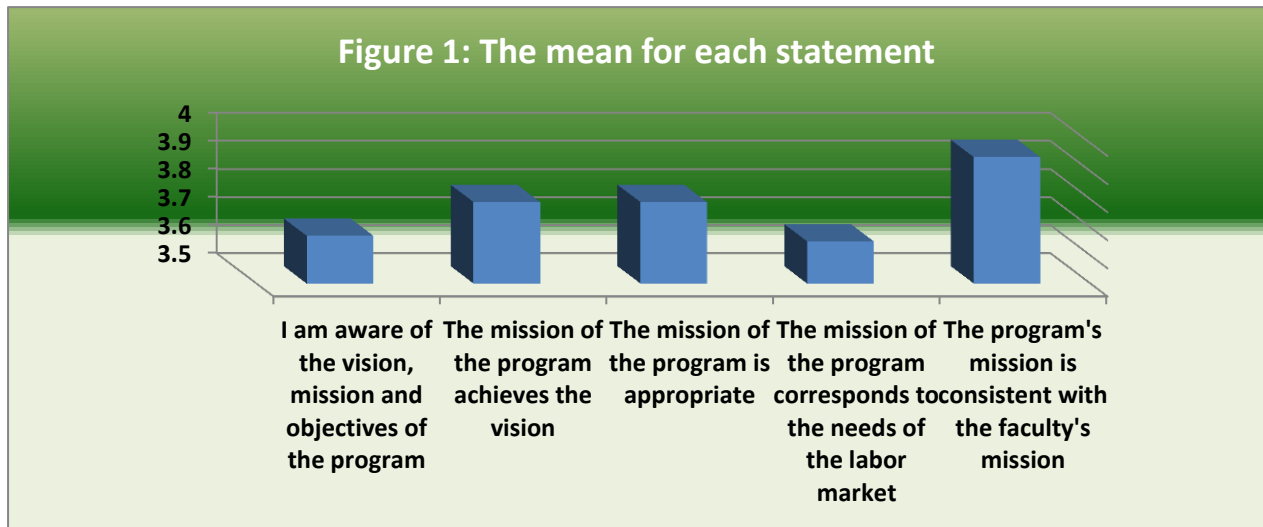 Figure 1: The mean for each statement
4
3.9
3.8
3.7
3.6
3.5
I am aware of
the vision,
mission and
objectives of
the program
The mission of
the program
achieves the
vision
The mission of
the program is
appropriate
The mission of
the program
corresponds to
the needs of
the labor
market
The program's
mission is
consistent with
the faculty's
mission